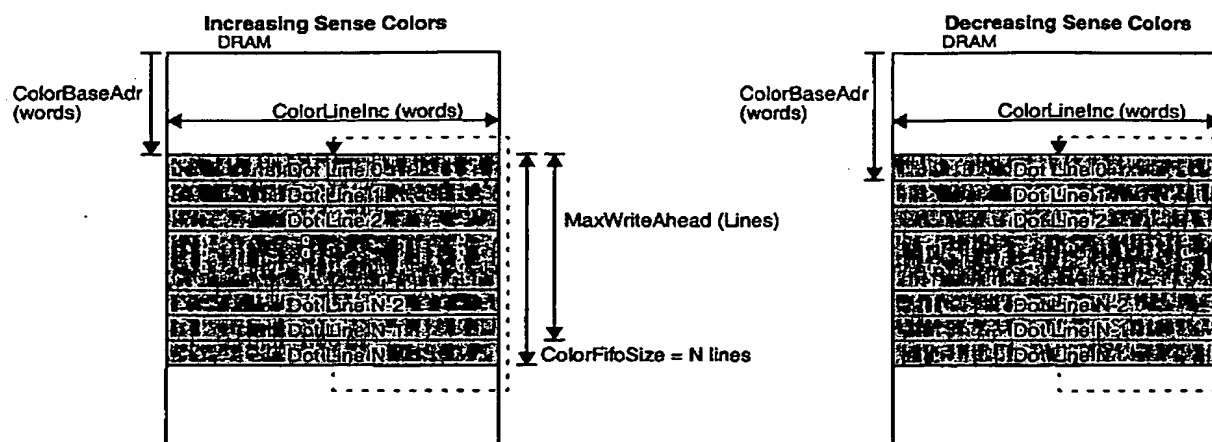 Increasing Sense Colors
DRAM
ColorBaseAdr
(words)
ColorLineInc (words)
Dot Line 0
Dot Line 1
Dot Line 2
Dot Line N-2
Dot Line N-1
Dot Line N
MaxWriteAhead (Lines)
ColorFifoSize = N lines
Decreasing Sense Colors
DRAM
ColorBaseAdr
(words)
ColorLineInc (words)
Dot Line 0
Dot Line 1
Dot Line 2
Dot Line N-2
Dot Line N-1
Dot Line N